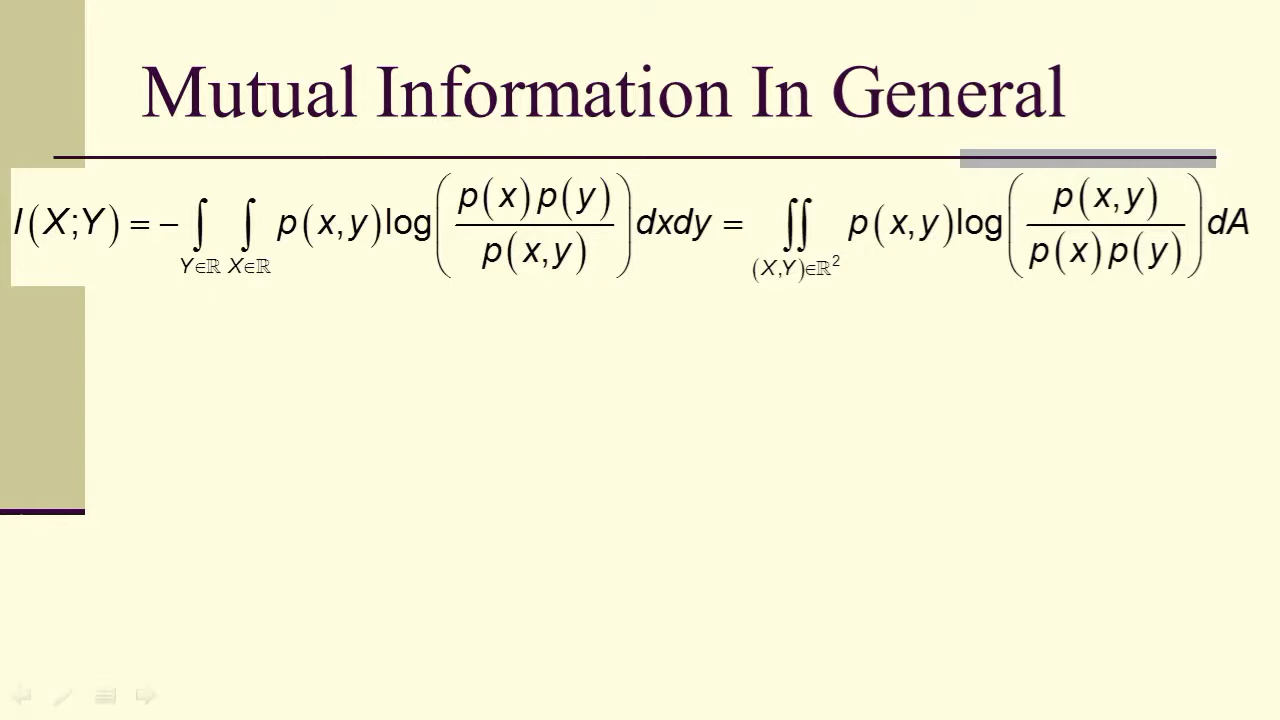 Mutual Information In General
I(X;Y) = − ∫_{Y∈ℝ} ∫_{X∈ℝ} p(x,y)log( p(x)p(y) / p(x,y) )dxdy = ∬_{(X,Y)∈ℝ²} p(x,y)log( p(x,y) / p(x)p(y) )dA